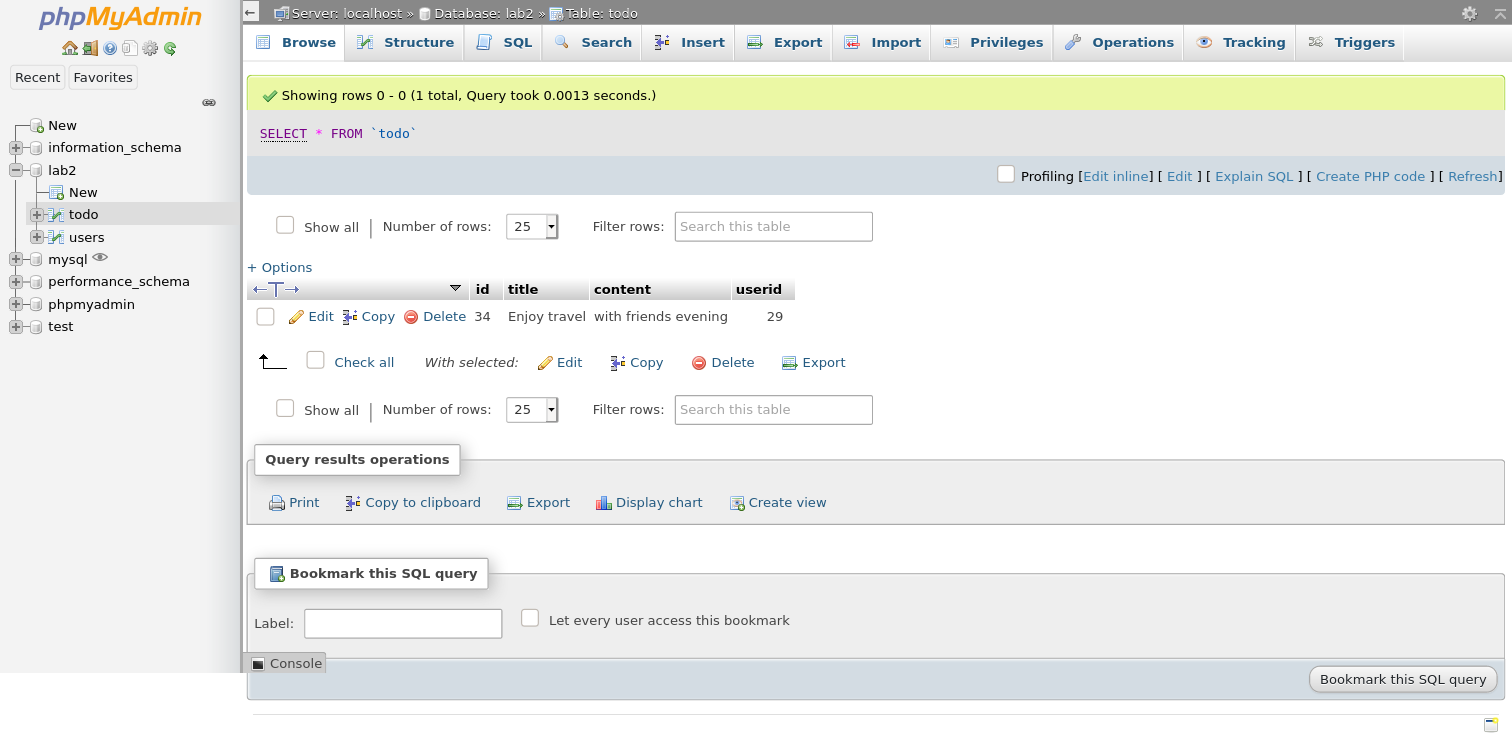 phpMyAdmin
Recent Favorites
New
information_schema
lab2
New
todo
users
mysql
performance_schema
phpmyadmin
test
Server: localhost » Database: lab2 » Table: todo
Browse Structure SQL Search Insert Export Import Privileges Operations Tracking Triggers
Showing rows 0 - 0 (1 total, Query took 0.0013 seconds.)
SELECT * FROM `todo`
Profiling [Edit inline] [ Edit ] [ Explain SQL ] [ Create PHP code ] [ Refresh]
Show all | Number of rows: 25 Filter rows: Search this table
+ Options
←T→ id title content userid
Edit Copy Delete 34 Enjoy travel with friends evening 29
Check all With selected: Edit Copy Delete Export
Show all | Number of rows: 25 Filter rows: Search this table
Query results operations
Print Copy to clipboard Export Display chart Create view
Bookmark this SQL query
Label: Let every user access this bookmark
Console
Bookmark this SQL query